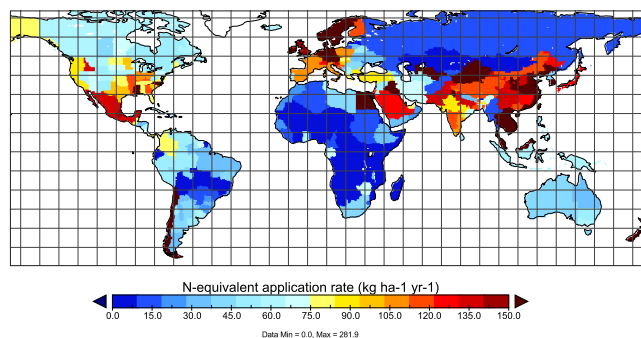 N-equivalent application rate (kg ha-1 yr-1)
0.0 15.0 30.0 45.0 60.0 75.0 90.0 105.0 120.0 135.0 150.0
Data Min = 0.0, Max = 281.9